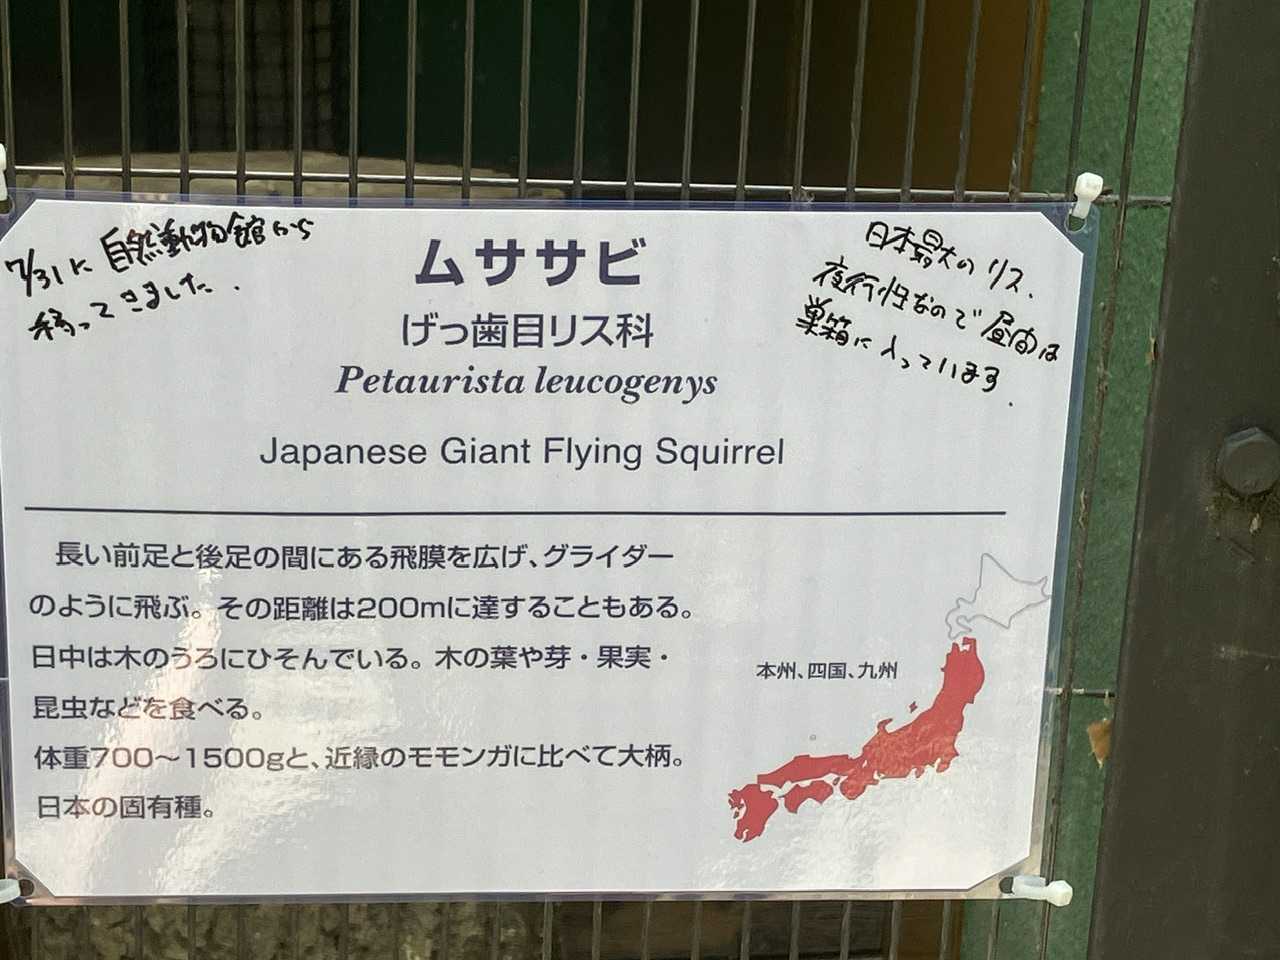 7/31に 自然動物館から
移ってきました.
ムササビ
げっ歯目リス科
Petaurista leucogenys
Japanese Giant Flying Squirrel
日本最大のリス.
夜行性なので昼間は
巣箱に入っています.
長い前足と後足の間にある飛膜を広げ、グライダー
のように飛ぶ。その距離は200mに達することもある。
日中は木のうろにひそんでいる。木の葉や芽・果実・
昆虫などを食べる。
体重700〜1500gと、近縁のモモンガに比べて大柄。
日本の固有種。
本州、四国、九州